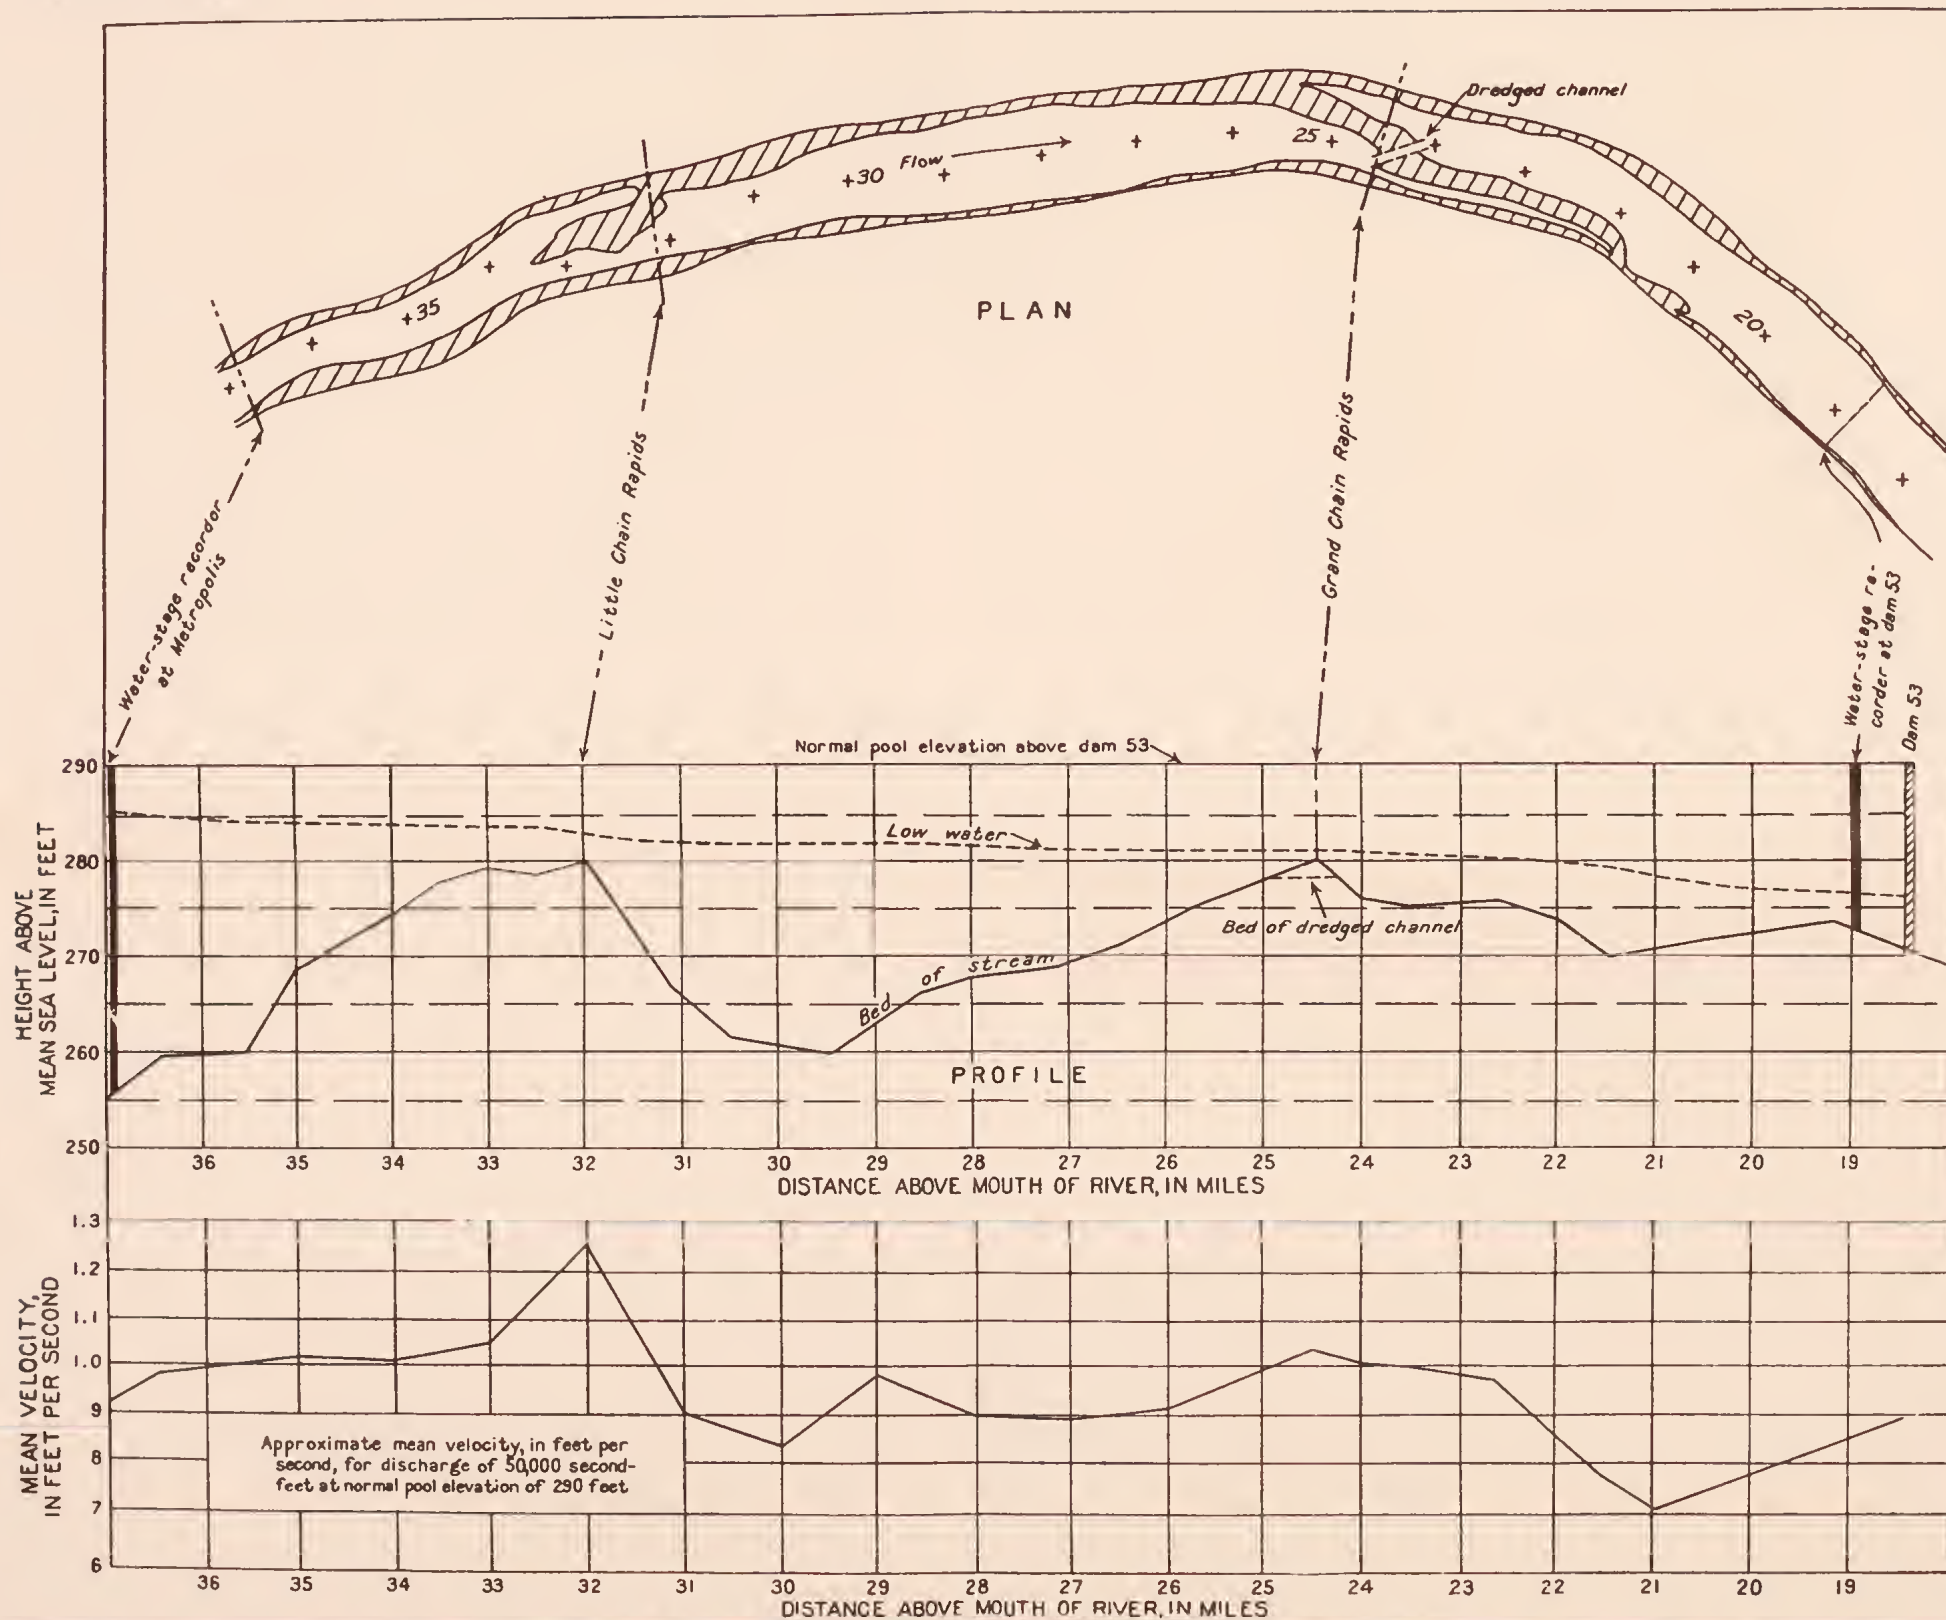 Dredged channel
25
Flow
30
35
PLAN
20
Water-stage recordor
at Metropolis
Little Chain Rapids
Grand Chain Rapids
Water-stage re-
corder at dam 53
Dam 53
Normal pool elevation above dam 53
HEIGHT ABOVE
MEAN SEA LEVEL, IN FEET
290
280
270
260
250
Low water
Bed of dredged channel
Bed of stream
PROFILE
36 35 34 33 32 31 30 29 28 27 26 25 24 23 22 21 20 19
DISTANCE ABOVE MOUTH OF RIVER, IN MILES
MEAN VELOCITY,
IN FEET PER SECOND
1.3
1.2
1.1
1.0
9
8
7
6
Approximate mean velocity, in feet per
second, for discharge of 50,000 second-
feet at normal pool elevation of 290 feet
36 35 34 33 32 31 30 29 28 27 26 25 24 23 22 21 20 19
DISTANCE ABOVE MOUTH OF RIVER, IN MILES